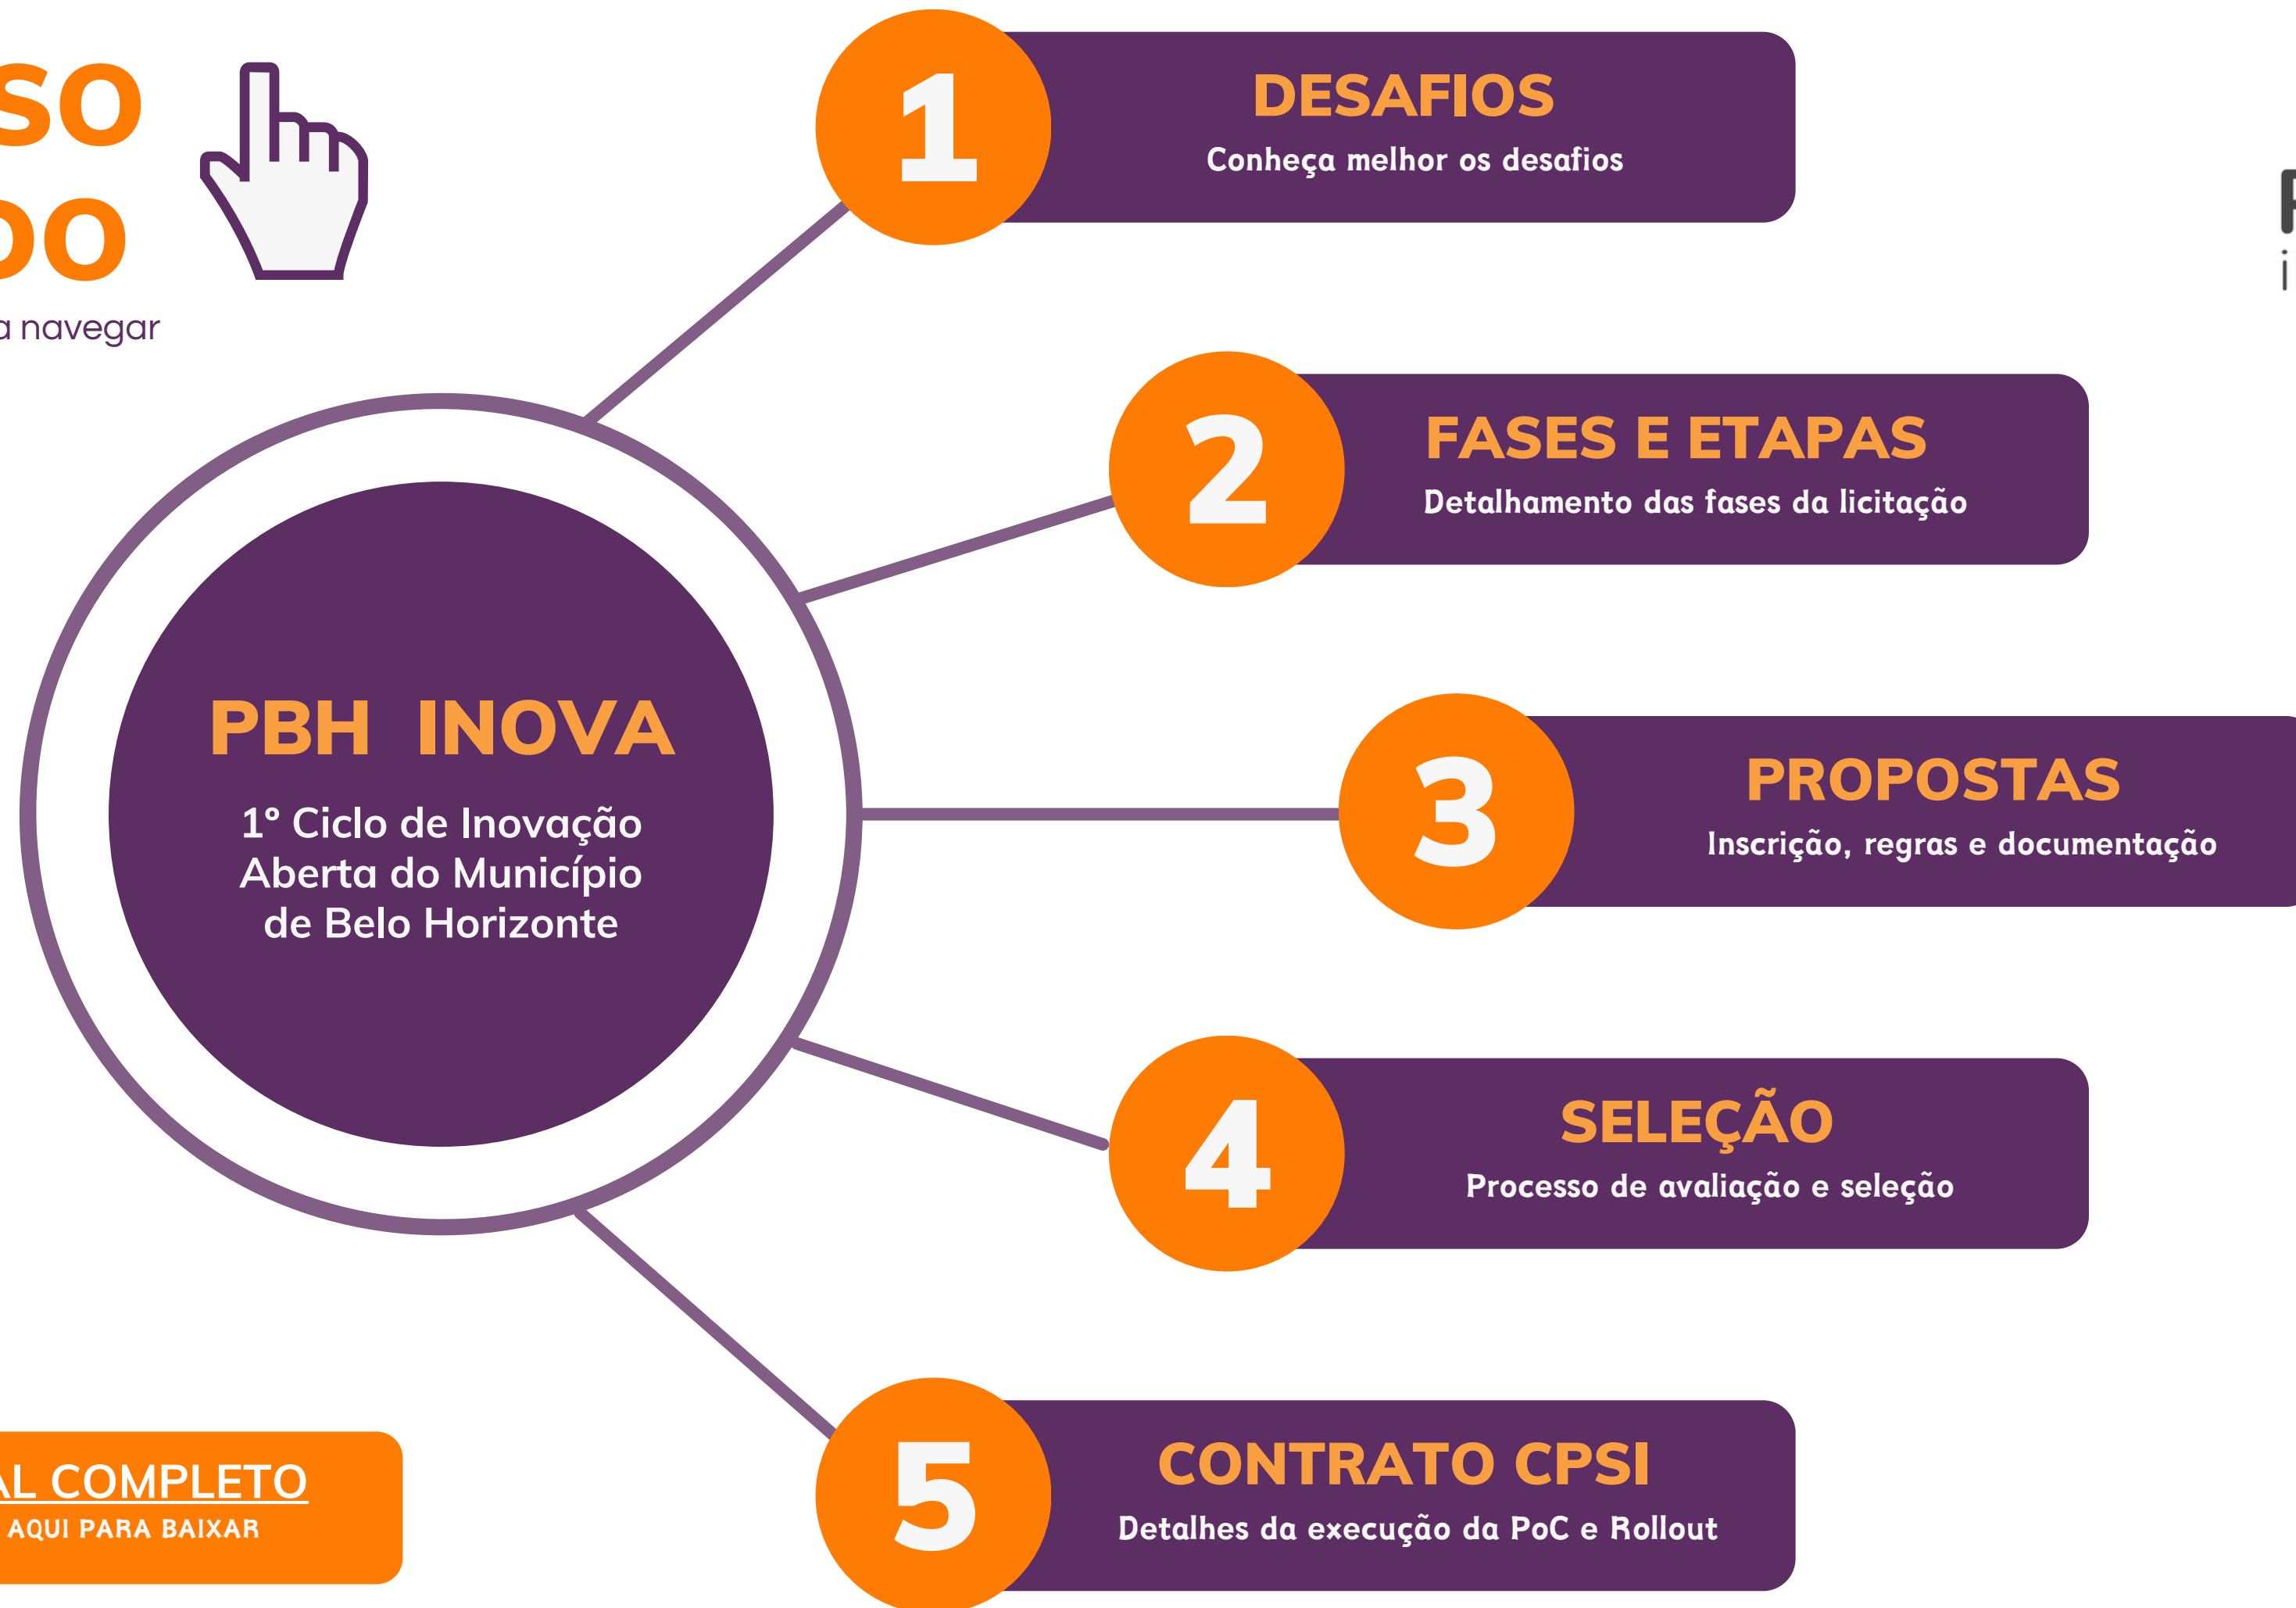 SO
DO
a navegar
1
DESAFIOS
Conheça melhor os desafios
2
FASES E ETAPAS
Detalhamento das fases da licitação
PBH INOVA
1º Ciclo de Inovação
Aberta do Município
de Belo Horizonte
3
PROPOSTAS
Inscrição, regras e documentação
4
SELEÇÃO
Processo de avaliação e seleção
5
CONTRATO CPSI
Detalhes da execução da PoC e Rollout
AL COMPLETO
AQUI PARA BAIXAR